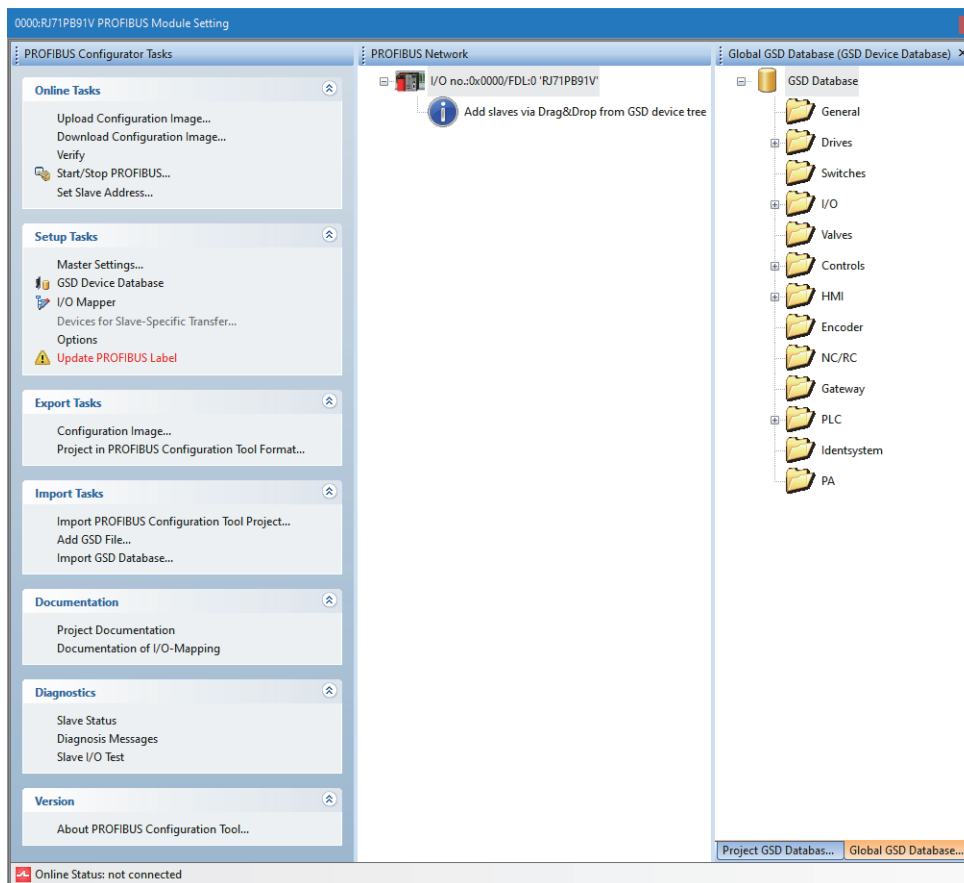 0000:RJ71PB91V PROFIBUS Module Setting
PROFIBUS Configurator Tasks
Online Tasks
Upload Configuration Image...
Download Configuration Image...
Verify
Start/Stop PROFIBUS...
Set Slave Address...
Setup Tasks
Master Settings...
GSD Device Database
I/O Mapper
Devices for Slave-Specific Transfer...
Options
Update PROFIBUS Label
Export Tasks
Configuration Image...
Project in PROFIBUS Configuration Tool Format...
Import Tasks
Import PROFIBUS Configuration Tool Project...
Add GSD File...
Import GSD Database...
Documentation
Project Documentation
Documentation of I/O-Mapping
Diagnostics
Slave Status
Diagnosis Messages
Slave I/O Test
Version
About PROFIBUS Configuration Tool...
PROFIBUS Network
I/O no.:0x0000/FDL:0 'RJ71PB91V'
Add slaves via Drag&Drop from GSD device tree
Global GSD Database (GSD Device Database)
GSD Database
General
Drives
Switches
I/O
Valves
Controls
HMI
Encoder
NC/RC
Gateway
PLC
Identsystem
PA
Project GSD Databas...
Global GSD Database...
Online Status: not connected